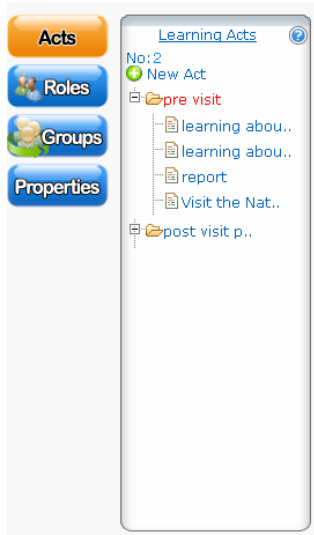 Acts
Roles
Groups
Properties
Learning Acts
No:2
New Act
pre visit
learning abou..
learning abou..
report
Visit the Nat..
post visit p..